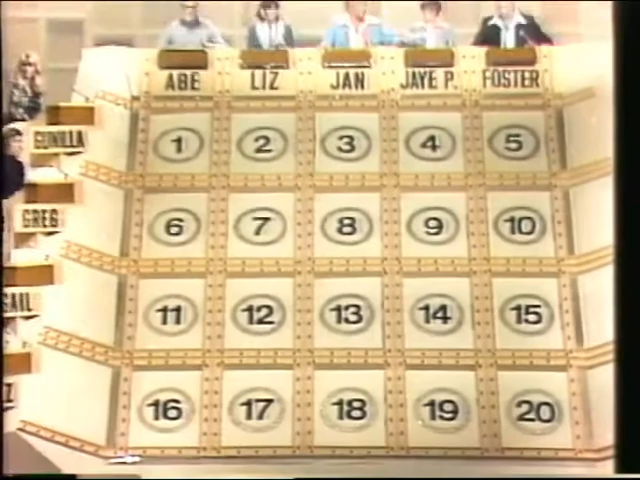 ABE LIZ JAN JAYE P. FOSTER
GUNILLA
GREG
GAIL
1 2 3 4 5
6 7 8 9 10
11 12 13 14 15
16 17 18 19 20